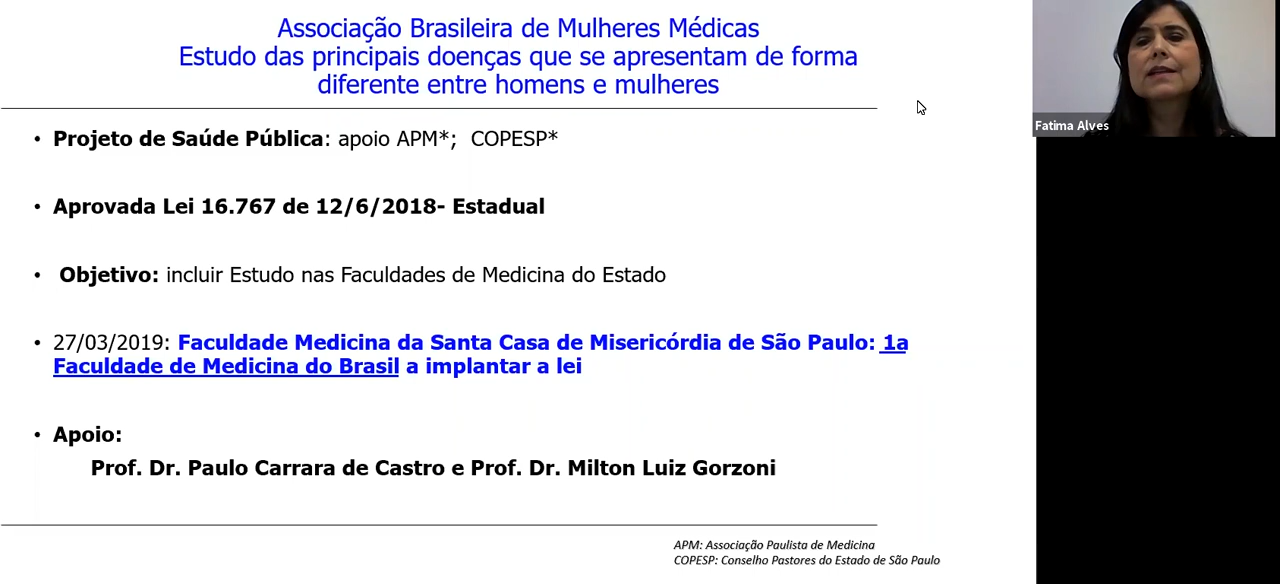 Associação Brasileira de Mulheres Médicas
Estudo das principais doenças que se apresentam de forma
diferente entre homens e mulheres
• Projeto de Saúde Pública: apoio APM*; COPESP*
• Aprovada Lei 16.767 de 12/6/2018- Estadual
• Objetivo: incluir Estudo nas Faculdades de Medicina do Estado
• 27/03/2019: Faculdade Medicina da Santa Casa de Misericórdia de São Paulo: 1a
Faculdade de Medicina do Brasil a implantar a lei
• Apoio:
Prof. Dr. Paulo Carrara de Castro e Prof. Dr. Milton Luiz Gorzoni
APM: Associação Paulista de Medicina
COPESP: Conselho Pastores do Estado de São Paulo
Fatima Alves